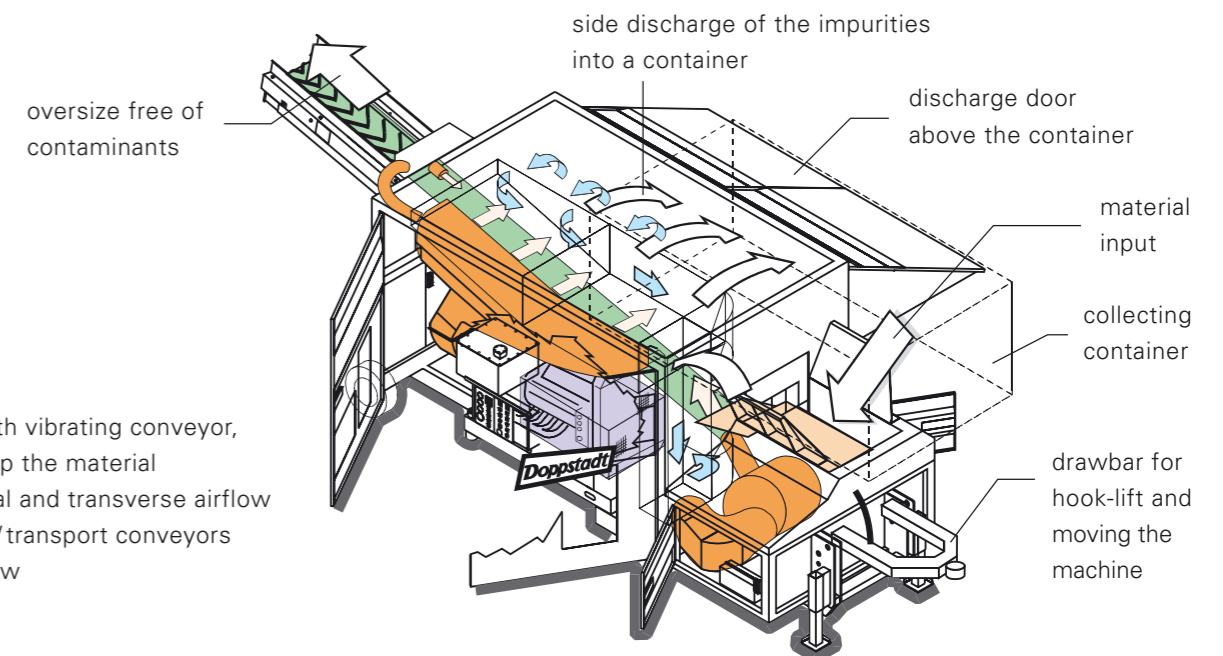 side discharge of the impurities
into a container
discharge door
above the container
oversize free of
contaminants
material
input
collecting
container
th vibrating conveyor,
p the material
al and transverse airflow
/transport conveyors
w
Doppstadt
drawbar for
hook-lift and
moving the
machine